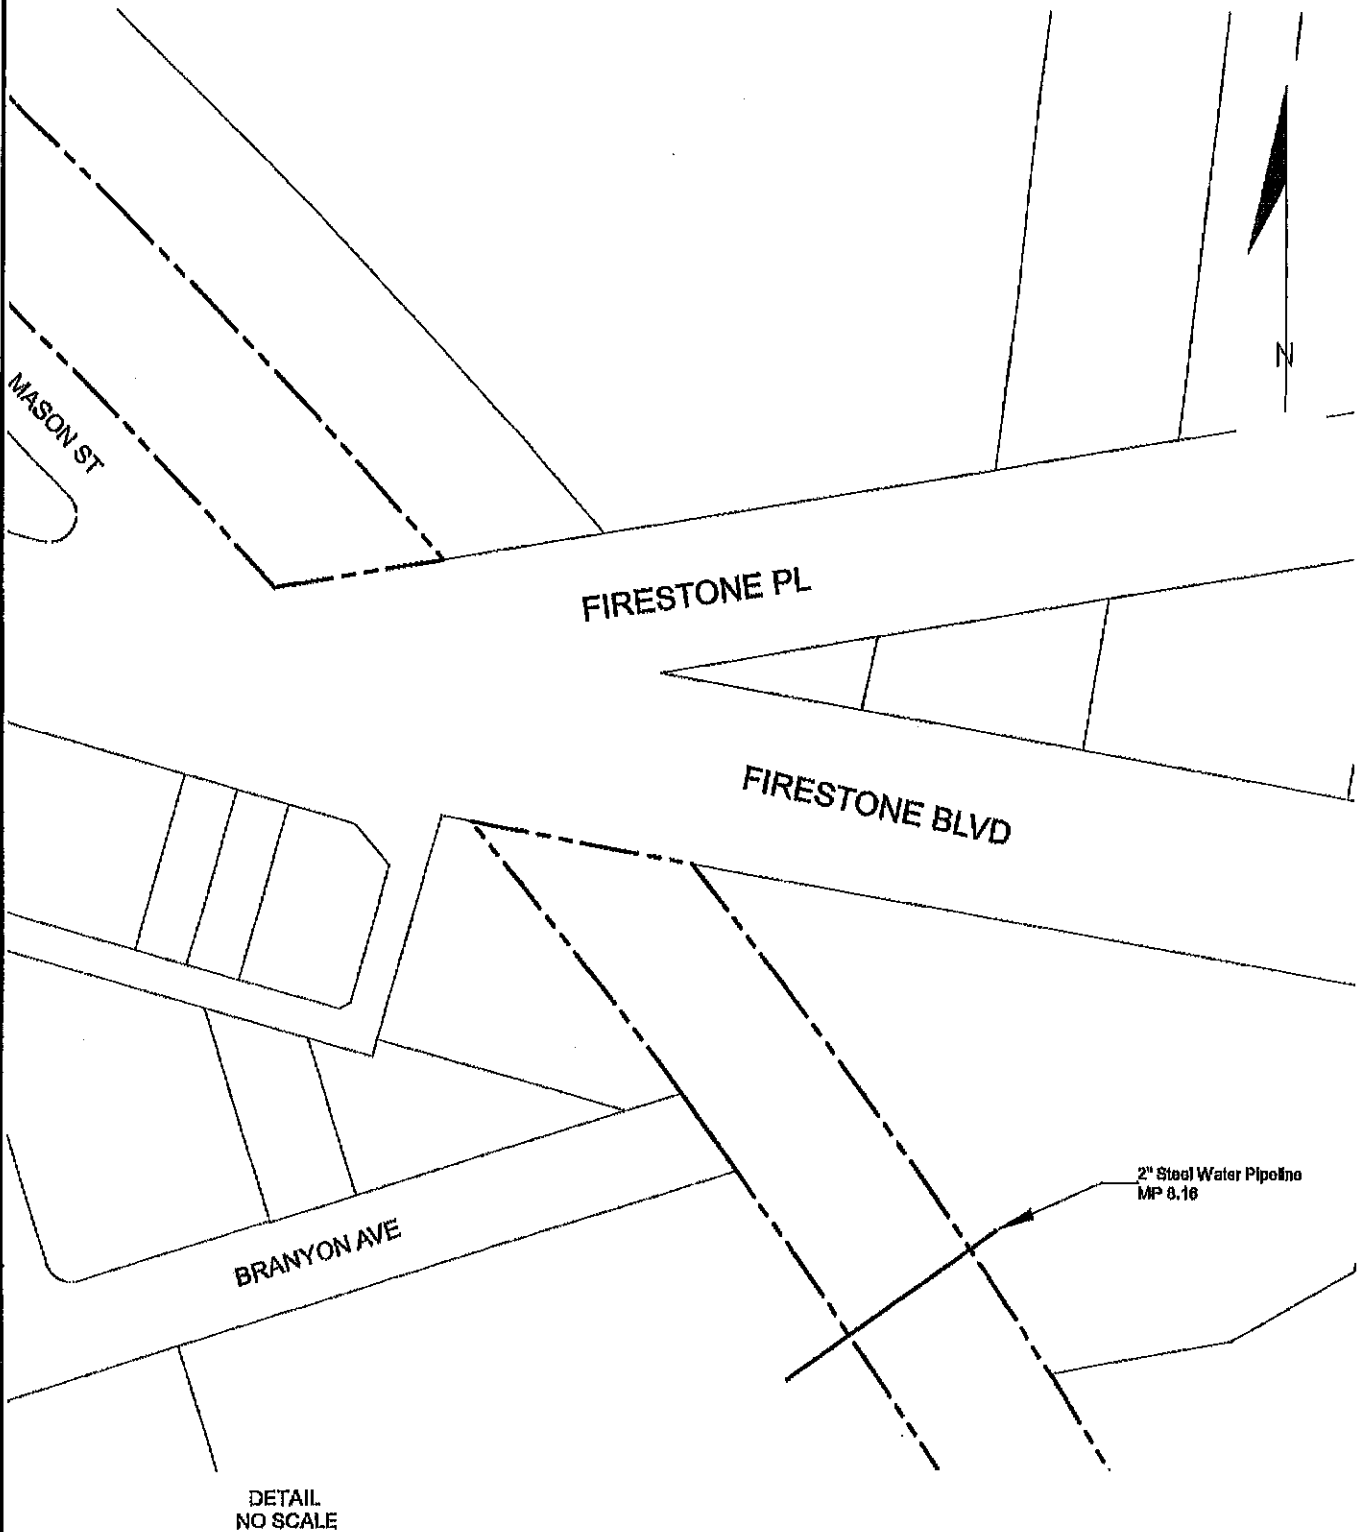 N
MASON ST
FIRESTONE PL
FIRESTONE BLVD
2" Steel Water Pipeline
MP 8.16
BRANYON AVE
DETAIL
NO SCALE